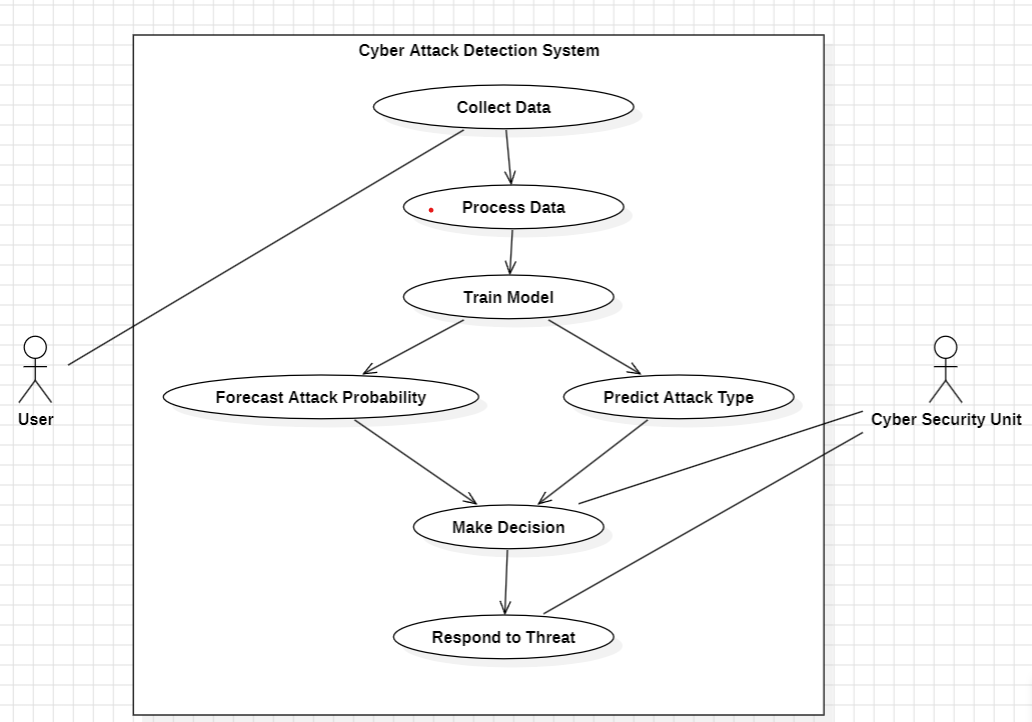 Cyber Attack Detection System
Collect Data
Process Data
Train Model
Forecast Attack Probability
Predict Attack Type
User
Cyber Security Unit
Make Decision
Respond to Threat